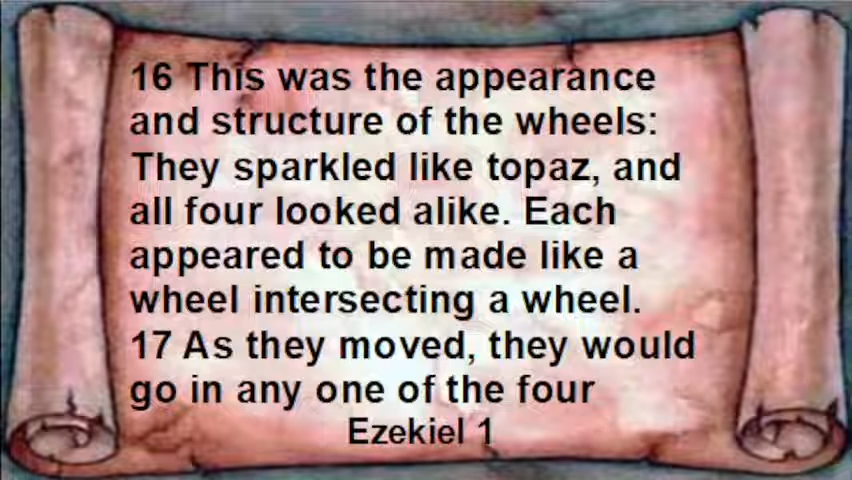 16 This was the appearance
and structure of the wheels:
They sparkled like topaz, and
all four looked alike. Each
appeared to be made like a
wheel intersecting a wheel.
17 As they moved, they would
go in any one of the four
Ezekiel 1